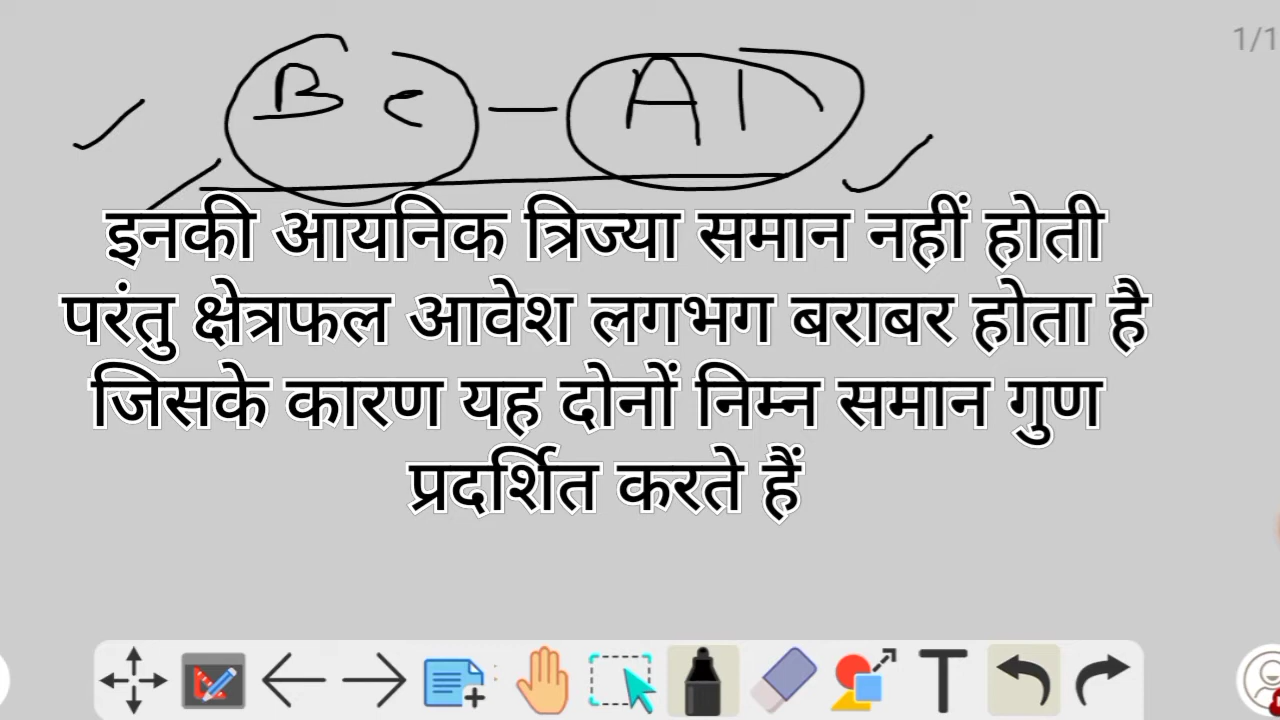 1/1
Be - Al
इनकी आयनिक त्रिज्या समान नहीं होती
परंतु क्षेत्रफल आवेश लगभग बराबर होता है
जिसके कारण यह दोनों निम्न समान गुण
प्रदर्शित करते हैं
T